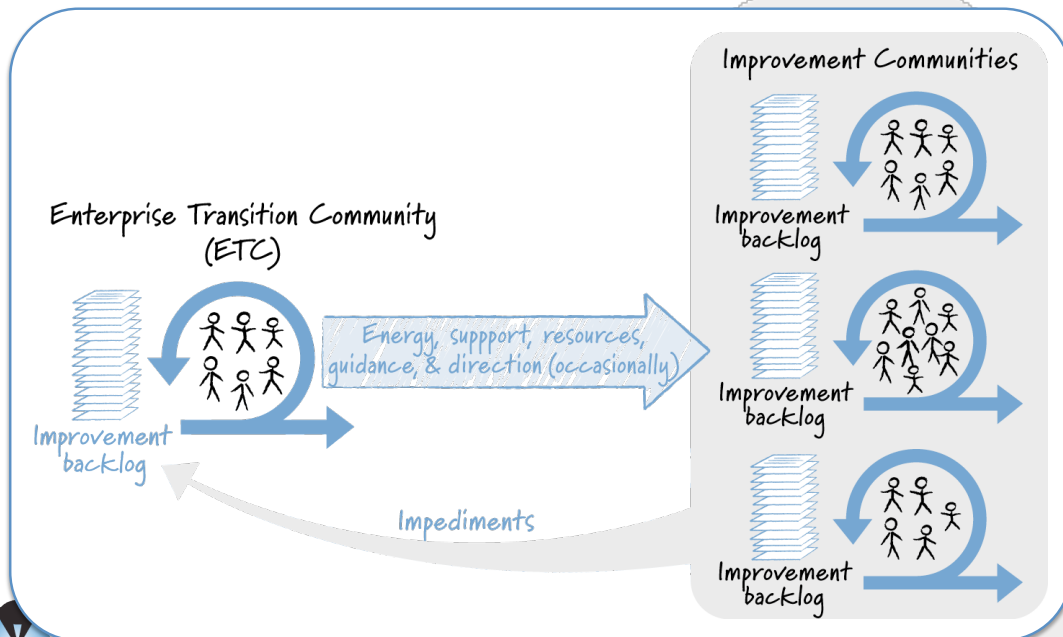 Improvement Communities
Improvement
backlog
Enterprise Transition Community
(ETC)
Improvement
backlog
Energy, suppport, resources,
guidance, & direction (occasionally)
Improvement
backlog
Impediments
Improvement
backlog